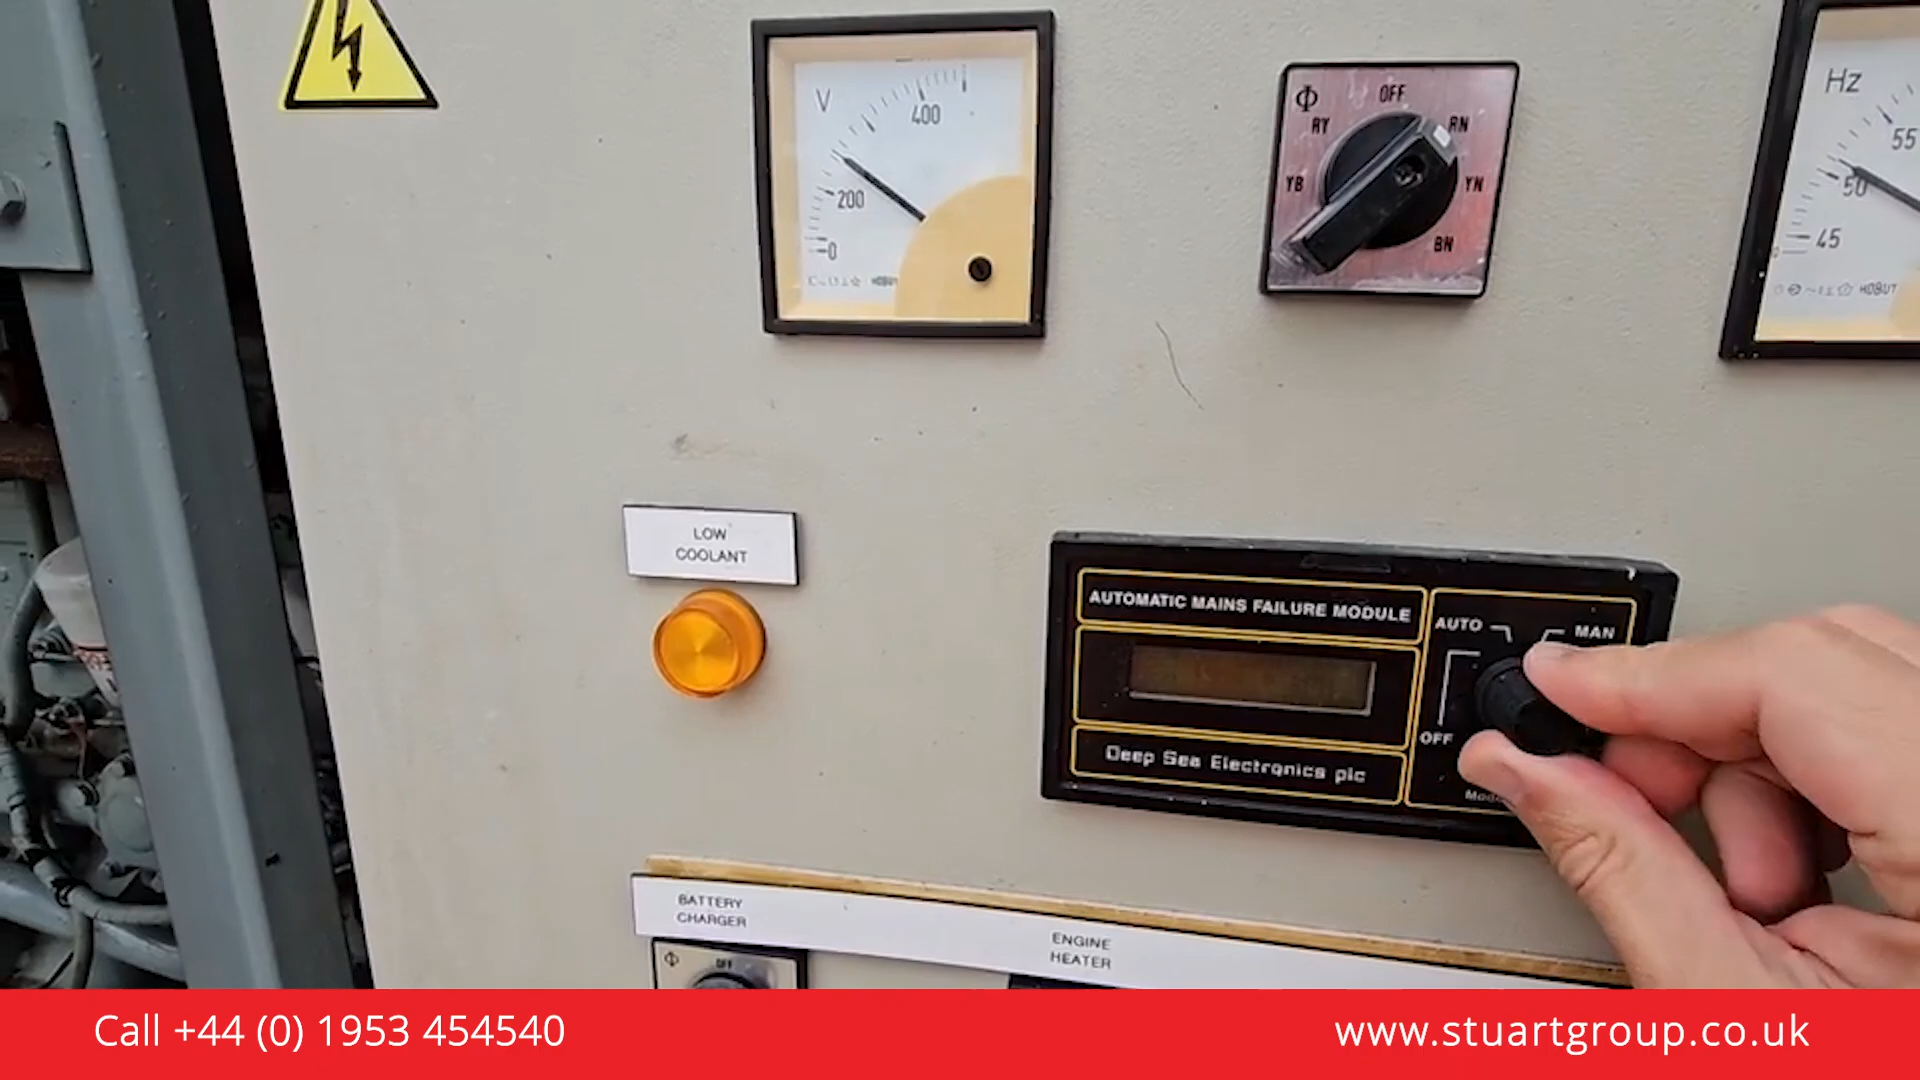 V
400
200
0
HOBUT
Φ
OFF
RY
RN
YB
YN
BN
Hz
55
50
45
HOBUT
LOW
COOLANT
AUTOMATIC MAINS FAILURE MODULE
AUTO
MAN
OFF
Deep Sea Electronics plc
BATTERY
CHARGER
ENGINE
HEATER
Φ
OFF
Call +44 (0) 1953 454540
www.stuartgroup.co.uk